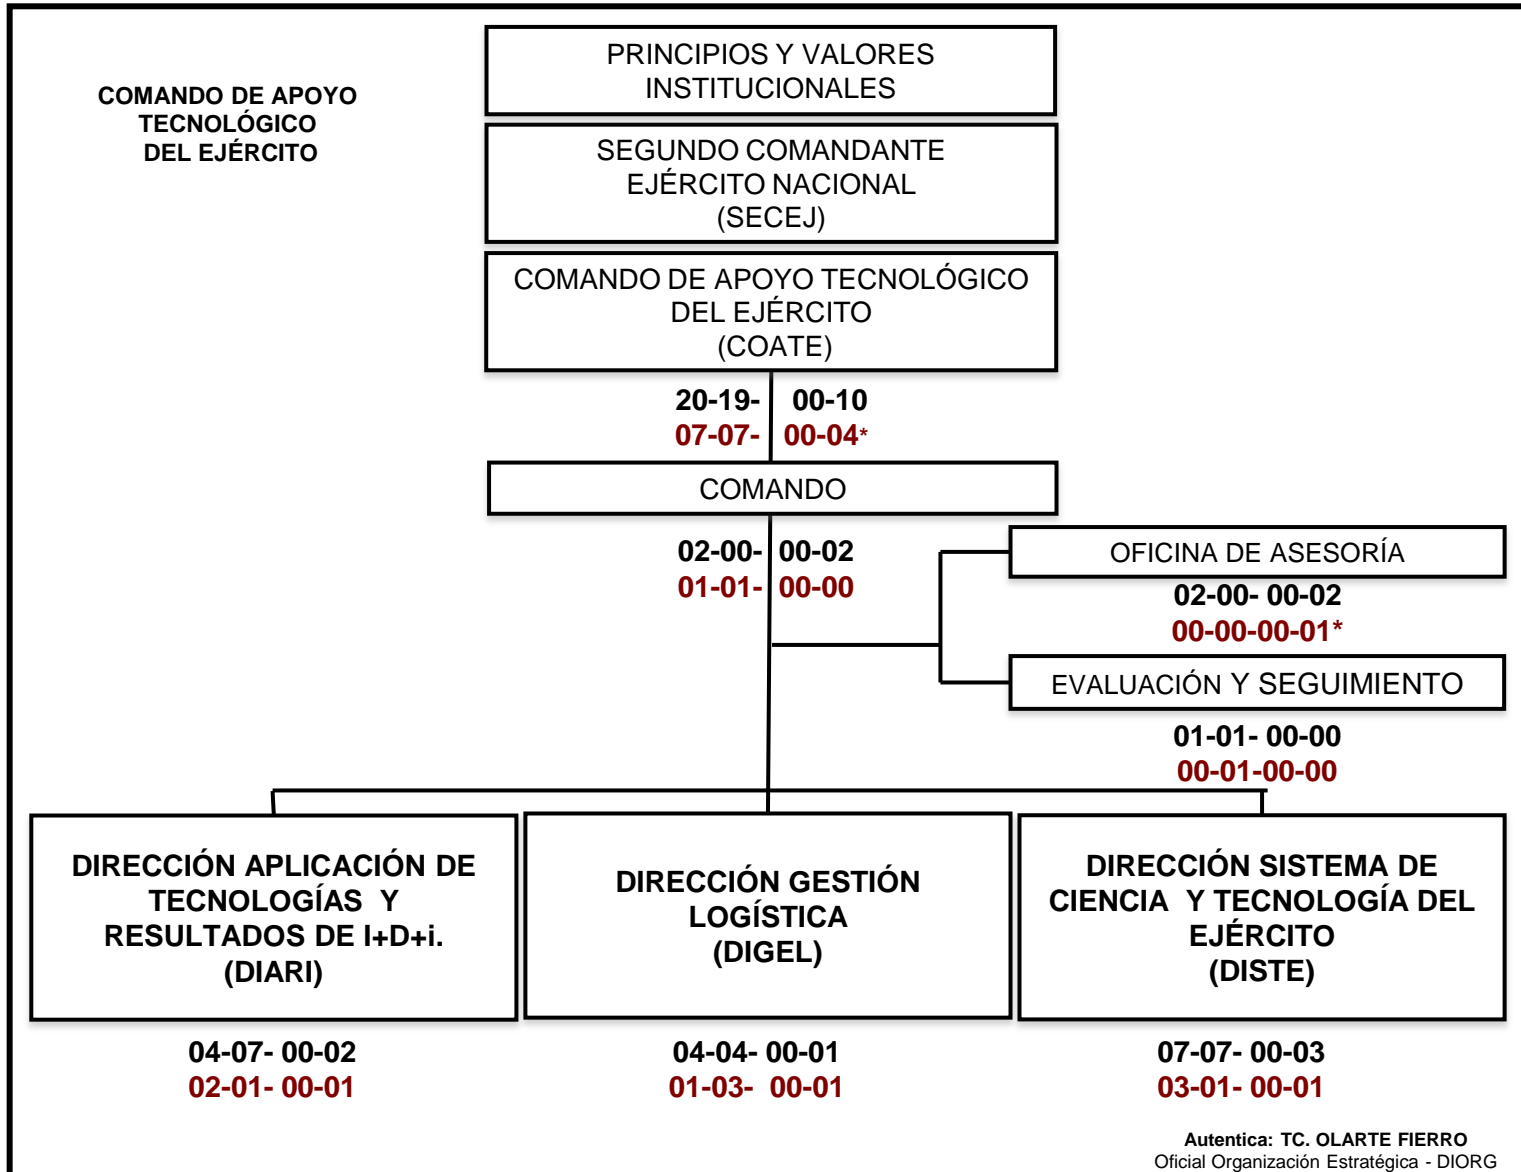 COMANDO DE APOYO
TECNOLÓGICO
DEL EJÉRCITO
PRINCIPIOS Y VALORES
INSTITUCIONALES
SEGUNDO COMANDANTE
EJÉRCITO NACIONAL
(SECEJ)
COMANDO DE APOYO TECNOLÓGICO
DEL EJÉRCITO
(COATE)
20-19- 00-10
07-07- 00-04*
COMANDO
02-00- 00-02
01-01- 00-00
OFICINA DE ASESORÍA
02-00- 00-02
00-00-00-01*
EVALUACIÓN Y SEGUIMIENTO
01-01- 00-00
00-01-00-00
DIRECCIÓN APLICACIÓN DE
TECNOLOGÍAS Y
RESULTADOS DE I+D+i.
(DIARI)
04-07- 00-02
02-01- 00-01
DIRECCIÓN GESTIÓN
LOGÍSTICA
(DIGEL)
04-04- 00-01
01-03- 00-01
DIRECCIÓN SISTEMA DE
CIENCIA Y TECNOLOGÍA DEL
EJÉRCITO
(DISTE)
07-07- 00-03
03-01- 00-01
Autentica: TC. OLARTE FIERRO
Oficial Organización Estratégica - DIORG